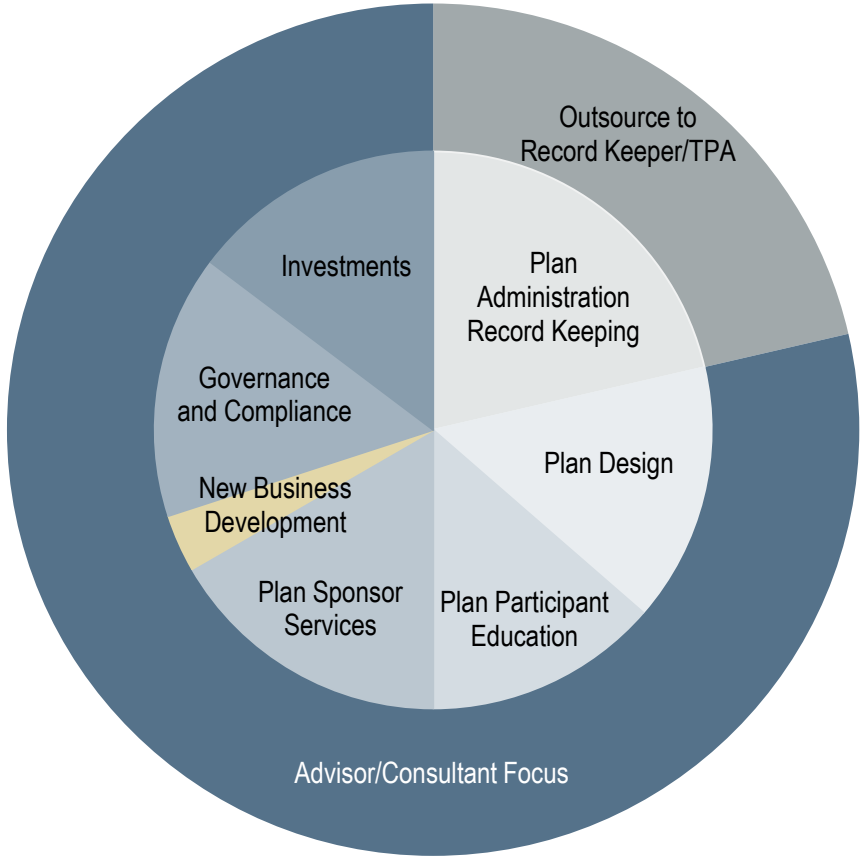 Outsource to
Record Keeper/TPA
Investments
Plan
Administration
Record Keeping
Governance
and Compliance
Plan Design
New Business
Development
Plan Sponsor
Services
Plan Participant
Education
Advisor/Consultant Focus